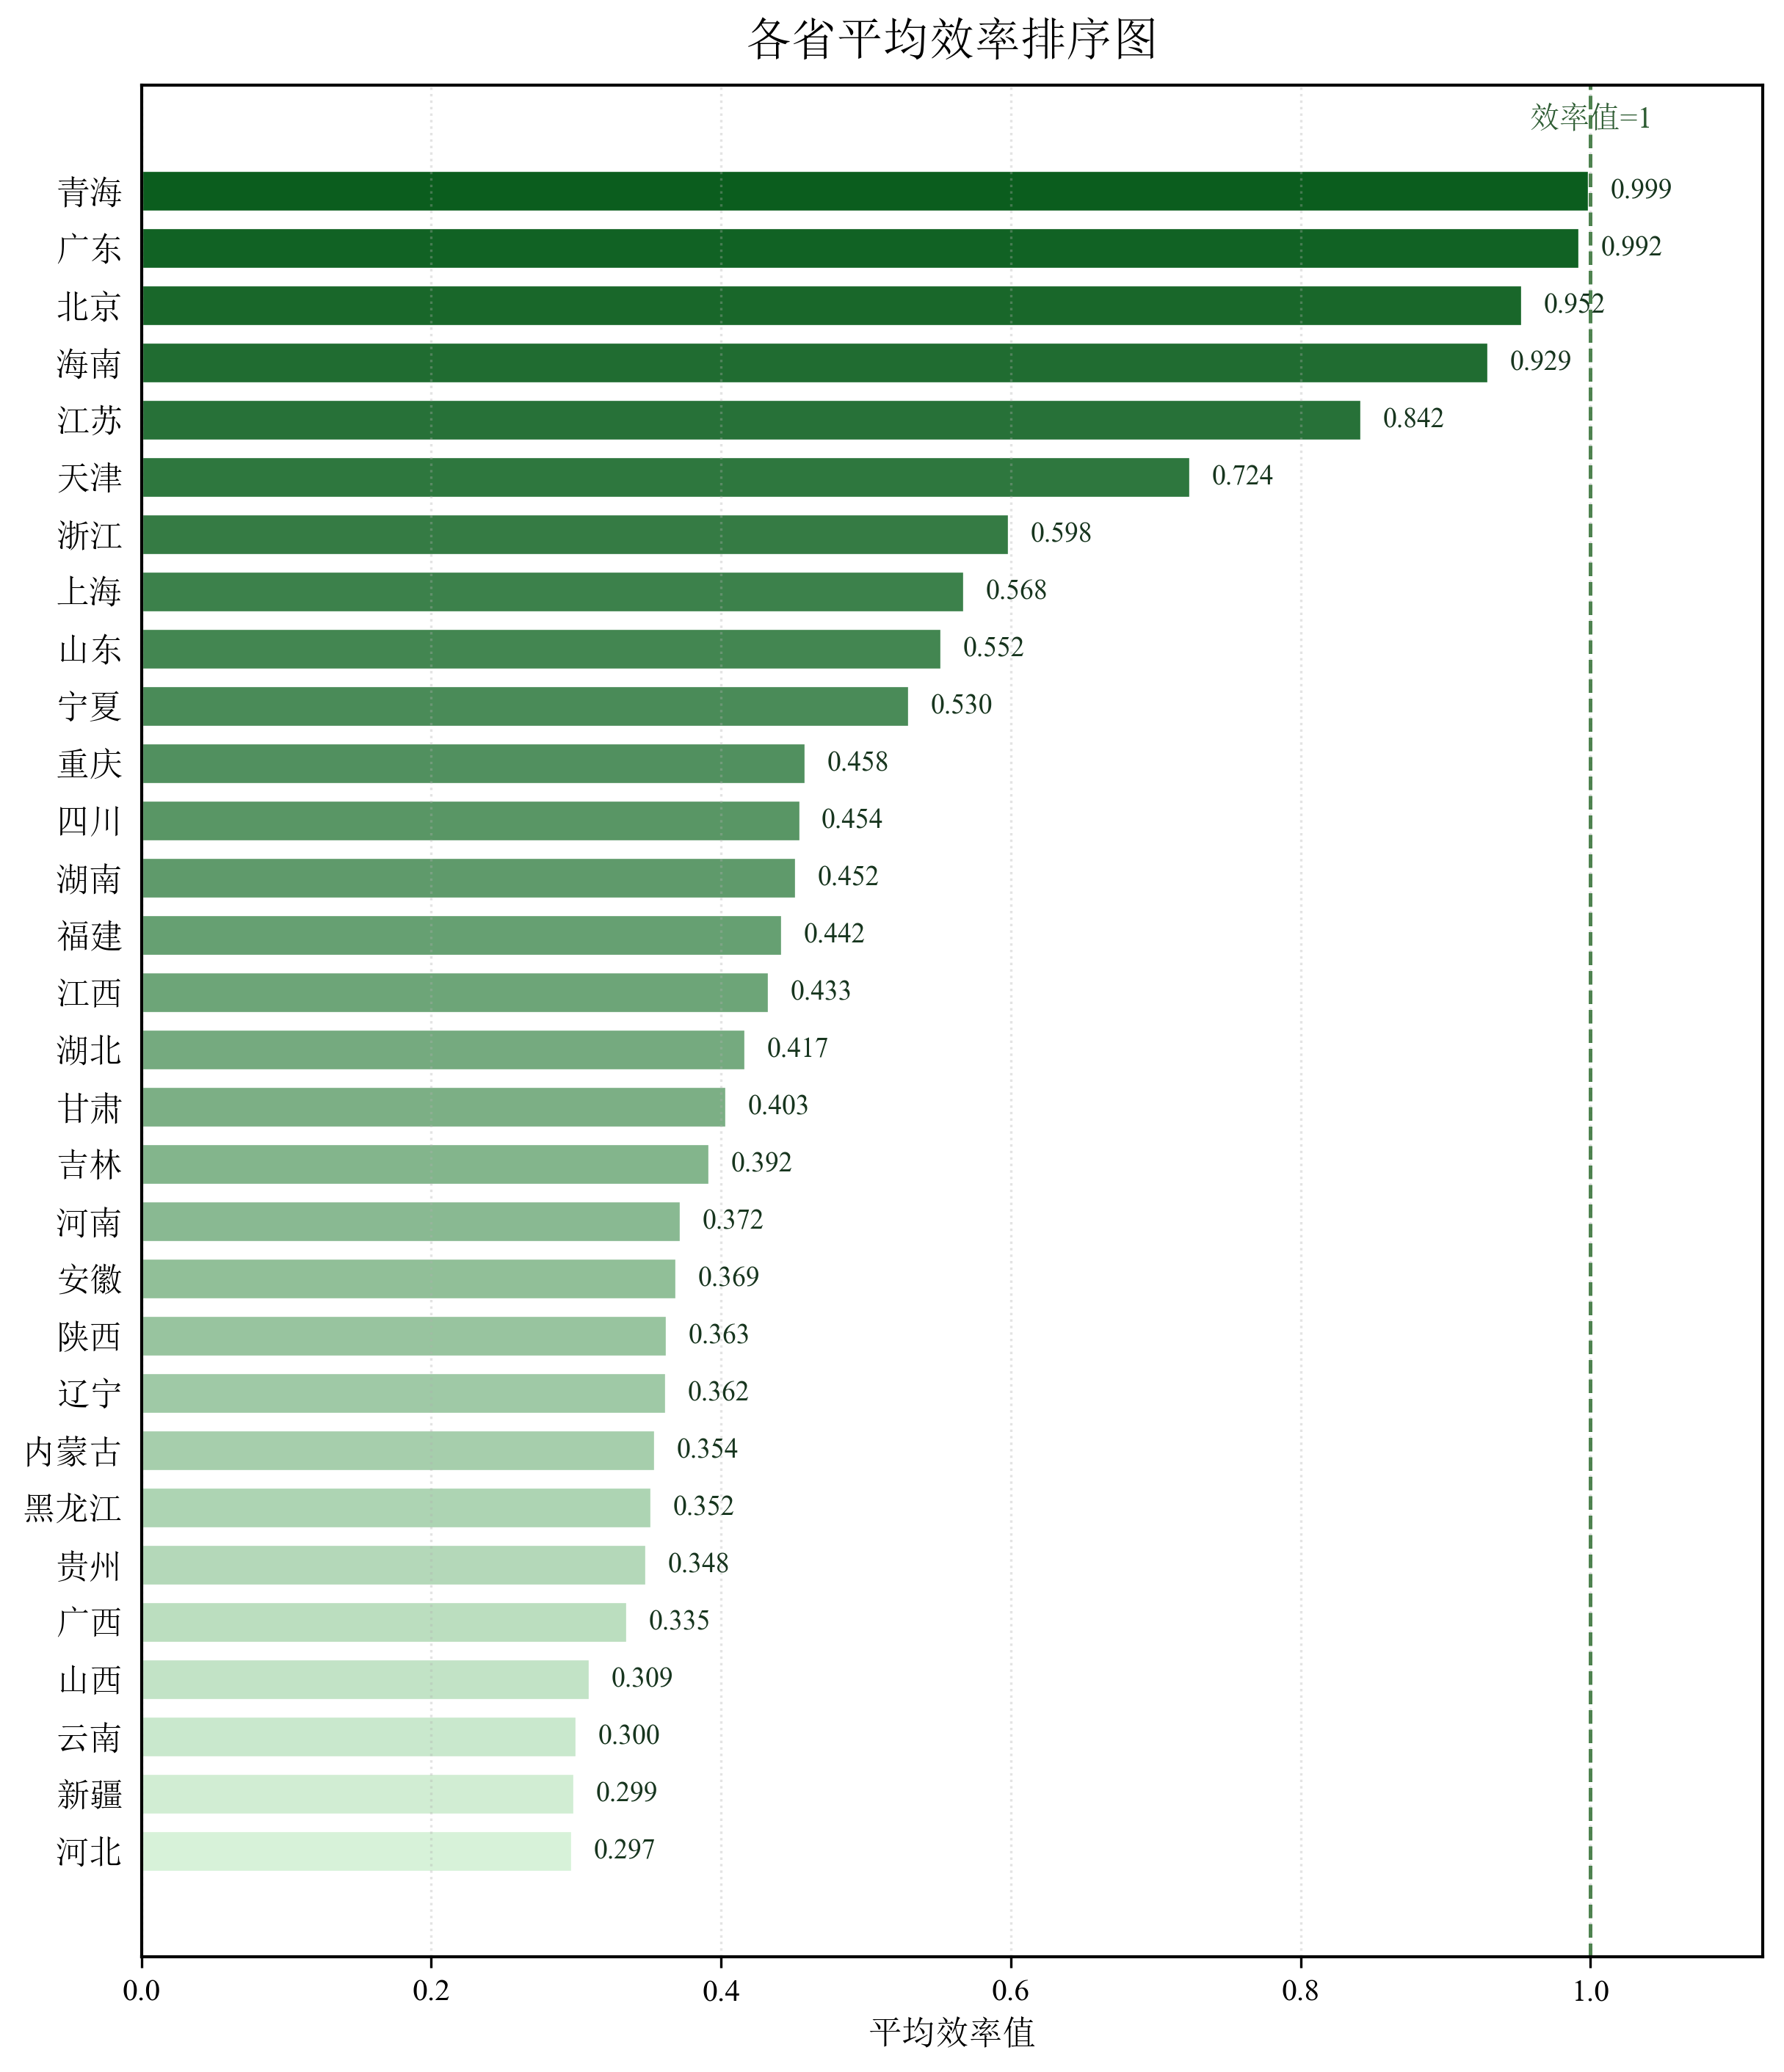 各省平均效率排序图
效率值=1
青海 0.999
广东 0.992
北京 0.952
海南 0.929
江苏 0.842
天津 0.724
浙江 0.598
上海 0.568
山东 0.552
宁夏 0.530
重庆 0.458
四川 0.454
湖南 0.452
福建 0.442
江西 0.433
湖北 0.417
甘肃 0.403
吉林 0.392
河南 0.372
安徽 0.369
陕西 0.363
辽宁 0.362
内蒙古 0.354
黑龙江 0.352
贵州 0.348
广西 0.335
山西 0.309
云南 0.300
新疆 0.299
河北 0.297
0.0 0.2 0.4 0.6 0.8 1.0
平均效率值